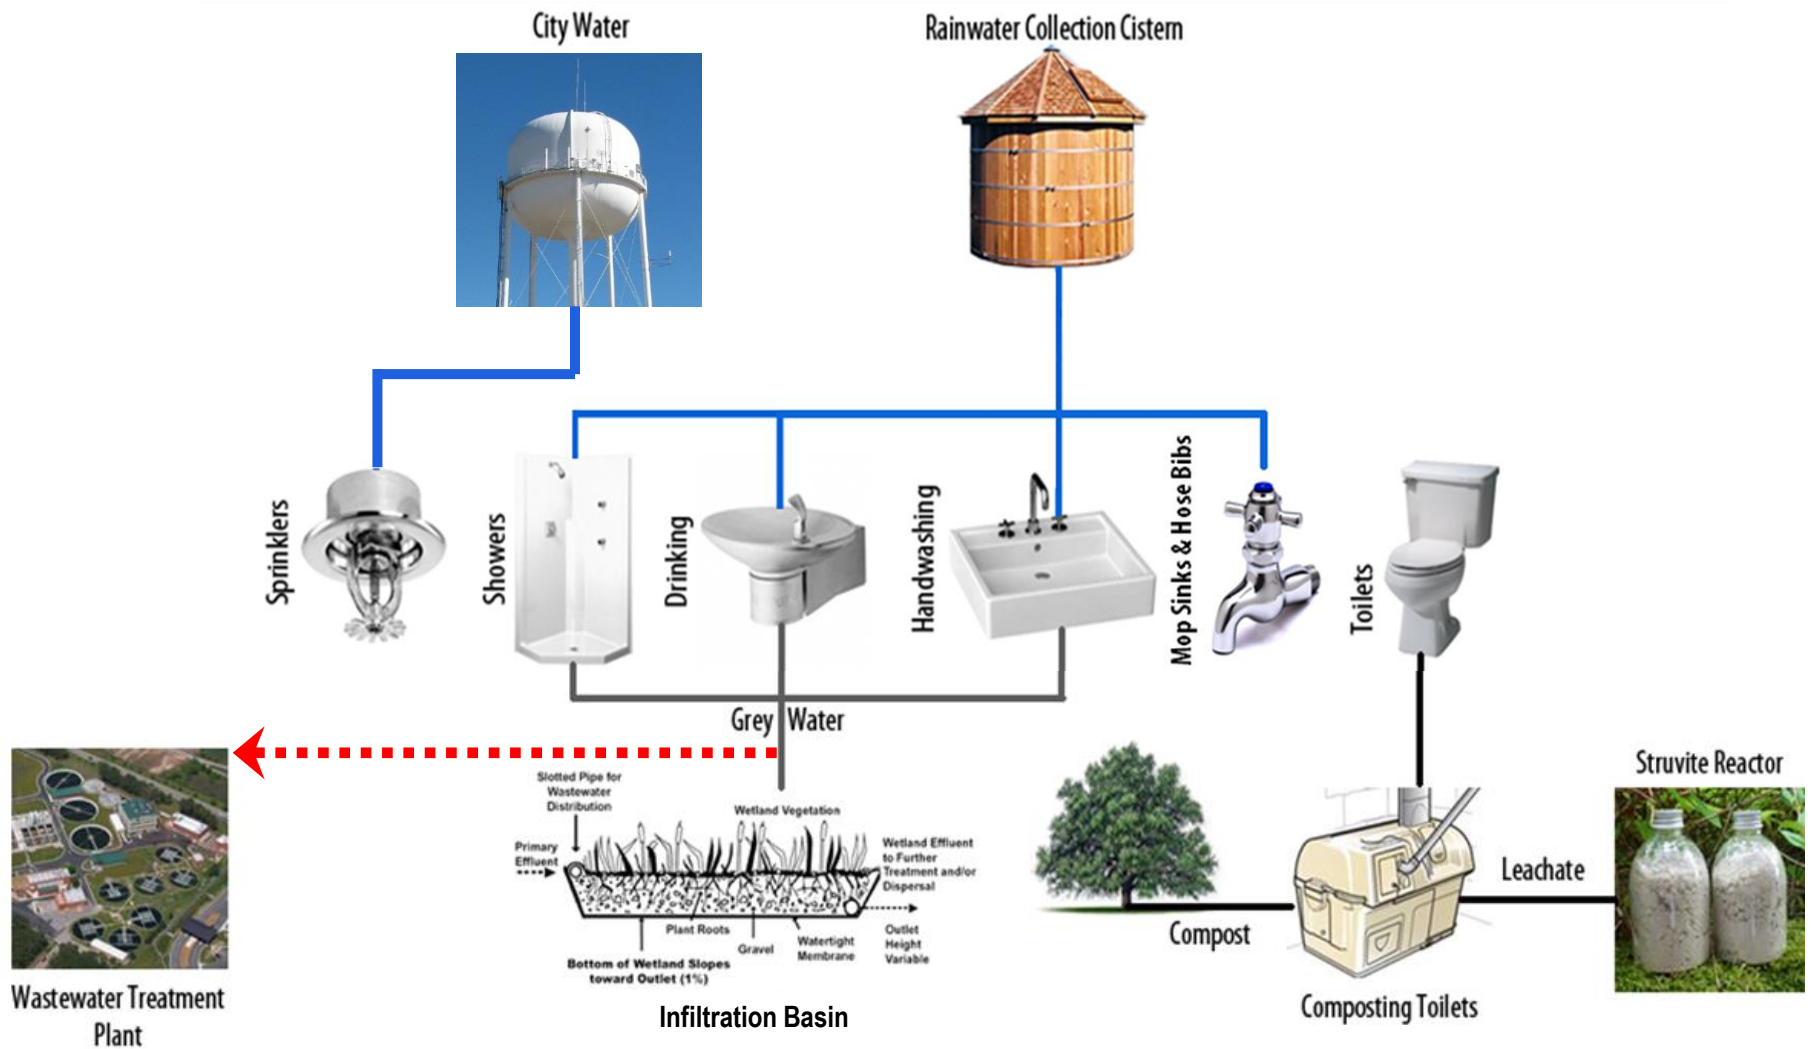 City Water
Rainwater Collection Cistern
Sprinklers
Showers
Drinking
Handwashing
Mop Sinks & Hose Bibs
Toilets
Grey Water
Wastewater Treatment
Plant
Slotted Pipe for
Wastewater
Distribution
Wetland Vegetation
Primary
Effluent
Wetland Effluent
to Further
Treatment and/or
Dispersal
Plant Roots
Gravel
Watertight
Membrane
Outlet
Height
Variable
Bottom of Wetland Slopes
toward Outlet (1%)
Infiltration Basin
Compost
Leachate
Composting Toilets
Struvite Reactor